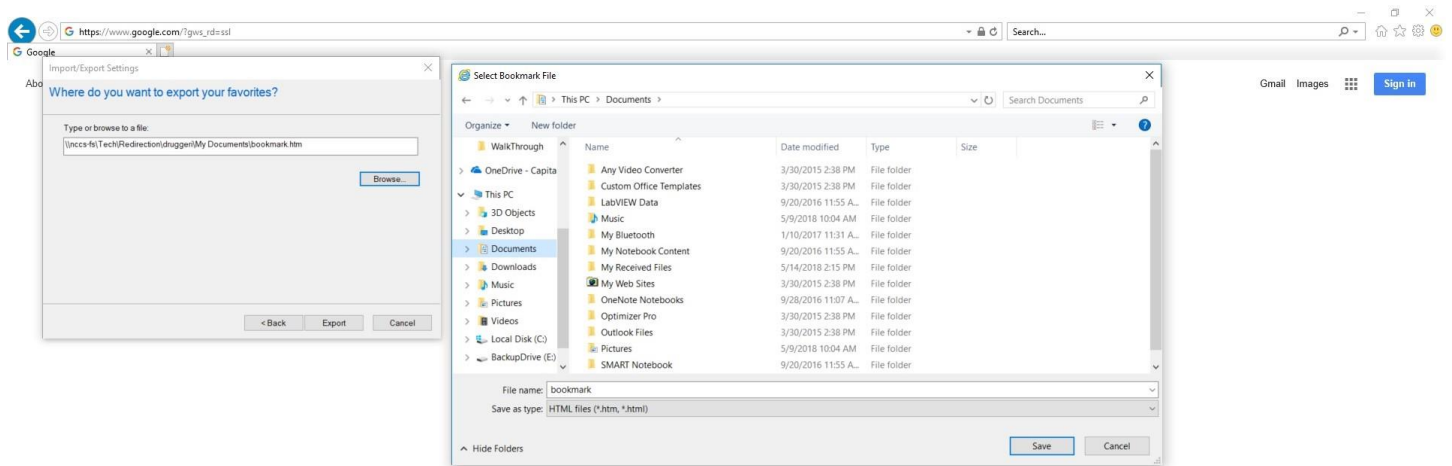 https://www.google.com/?gws_rd=ssl
Search...
Google
Abo
Gmail Images
Sign in
Import/Export Settings
Where do you want to export your favorites?
Type or browse to a file:
\\nccs-fs\Tech\Redirection\druggeri\My Documents\bookmark.htm
Browse...
< Back Export Cancel
Select Bookmark File
This PC > Documents >
Search Documents
Organize New folder
WalkThrough
OneDrive - Capita
This PC
3D Objects
Desktop
Documents
Downloads
Music
Pictures
Videos
Local Disk (C:)
BackupDrive (E:)
Name Date modified Type Size
Any Video Converter 3/30/2015 2:38 PM File folder
Custom Office Templates 3/30/2015 2:38 PM File folder
LabVIEW Data 9/20/2016 11:55 A... File folder
Music 5/9/2018 10:04 AM File folder
My Bluetooth 1/10/2017 11:31 A... File folder
My Notebook Content 9/20/2016 11:55 A... File folder
My Received Files 5/14/2018 2:15 PM File folder
My Web Sites 3/30/2015 2:38 PM File folder
OneNote Notebooks 9/28/2016 11:07 A... File folder
Optimizer Pro 3/30/2015 2:38 PM File folder
Outlook Files 3/30/2015 2:38 PM File folder
Pictures 5/9/2018 10:04 AM File folder
SMART Notebook 9/20/2016 11:55 A... File folder
File name: bookmark
Save as type: HTML files (*.htm, *.html)
Hide Folders
Save Cancel